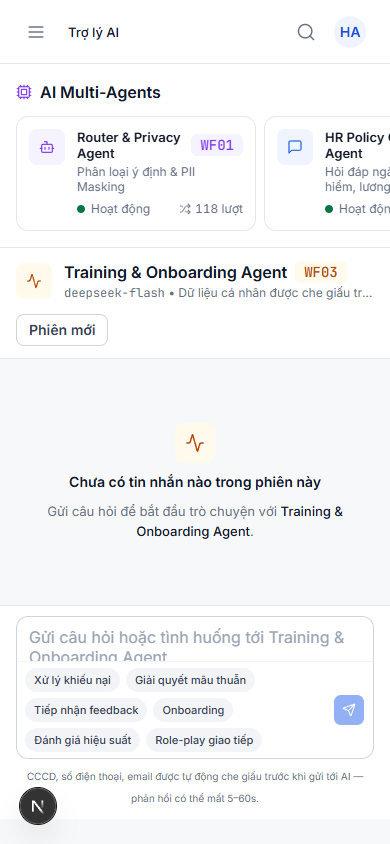 Trợ lý AI
HA
AI Multi-Agents
Router & Privacy
Agent
WF01
Phân loại ý định & PII
Masking
Hoạt động
118 lượt
HR Policy
Agent
Hỏi đáp
hiểm, lương
Hoạt
Training & Onboarding Agent WF03
deepseek-flash • Dữ liệu cá nhân được che giấu tr...
Phiên mới
Chưa có tin nhắn nào trong phiên này
Gửi câu hỏi để bắt đầu trò chuyện với Training &
Onboarding Agent.
Gửi câu hỏi hoặc tình huống tới Training &
Onboarding Agent
Xử lý khiếu nại
Giải quyết mâu thuẫn
Tiếp nhận feedback
Onboarding
Đánh giá hiệu suất
Role-play giao tiếp
CCCD, số điện thoại, email được tự động che giấu trước khi gửi tới AI —
phản hồi có thể mất 5–60s.
N